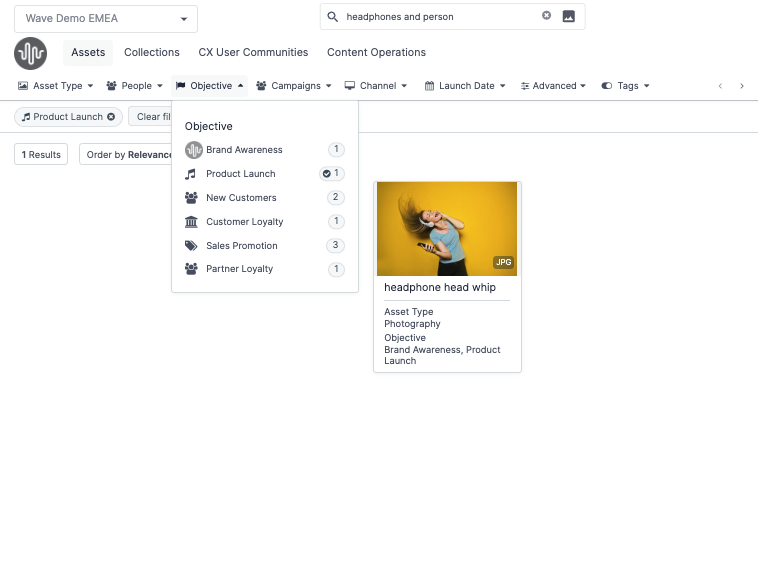 Wave Demo EMEA
headphones and person
Assets
Collections
CX User Communities
Content Operations
Asset Type
People
Objective
Campaigns
Channel
Launch Date
Advanced
Tags
Product Launch
Clear fil
1 Results
Order by Relevance
Objective
Brand Awareness 1
Product Launch 1
New Customers 2
Customer Loyalty 1
Sales Promotion 3
Partner Loyalty 1
JPG
headphone head whip
Asset Type
Photography
Objective
Brand Awareness, Product
Launch